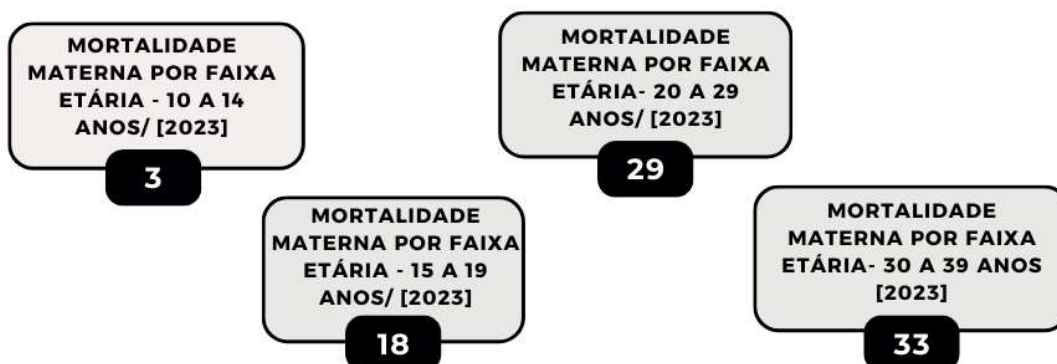 MORTALIDADE
MATERNA POR FAIXA
ETÁRIA - 10 A 14
ANOS/ [2023]
3
MORTALIDADE
MATERNA POR FAIXA
ETÁRIA - 15 A 19
ANOS/ [2023]
18
MORTALIDADE
MATERNA POR FAIXA
ETÁRIA- 20 A 29
ANOS/ [2023]
29
MORTALIDADE
MATERNA POR FAIXA
ETÁRIA- 30 A 39 ANOS
[2023]
33